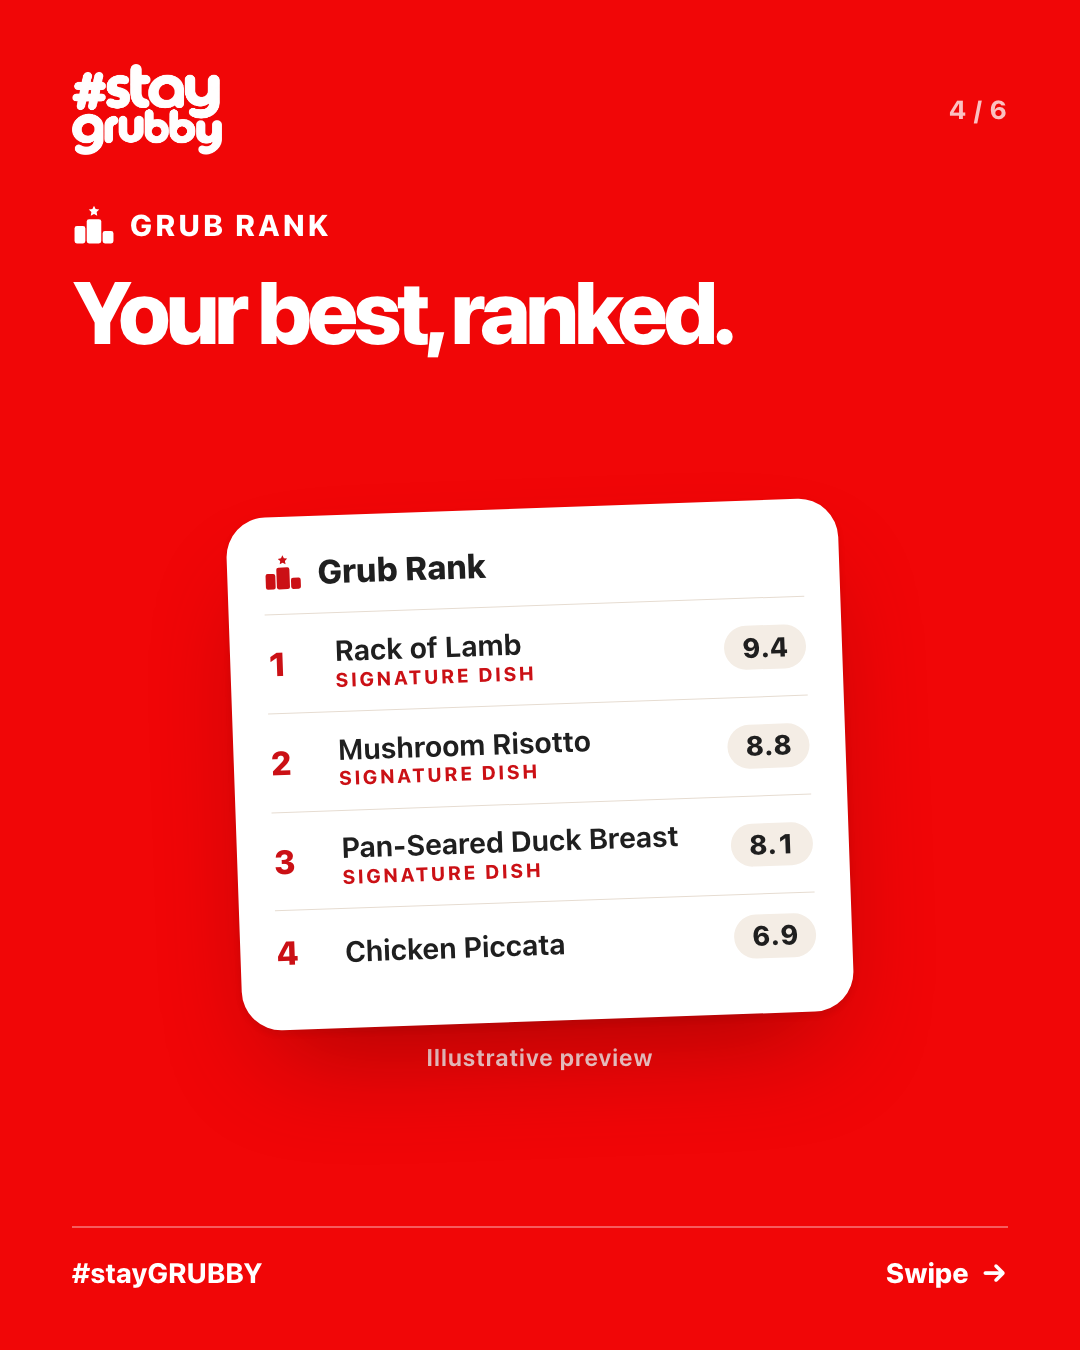 #stay
grubby
4 / 6
GRUB RANK
Your best, ranked.
Grub Rank
1 Rack of Lamb 9.4
SIGNATURE DISH
2 Mushroom Risotto 8.8
SIGNATURE DISH
3 Pan-Seared Duck Breast 8.1
SIGNATURE DISH
4 Chicken Piccata 6.9
Illustrative preview
#stayGRUBBY
Swipe →